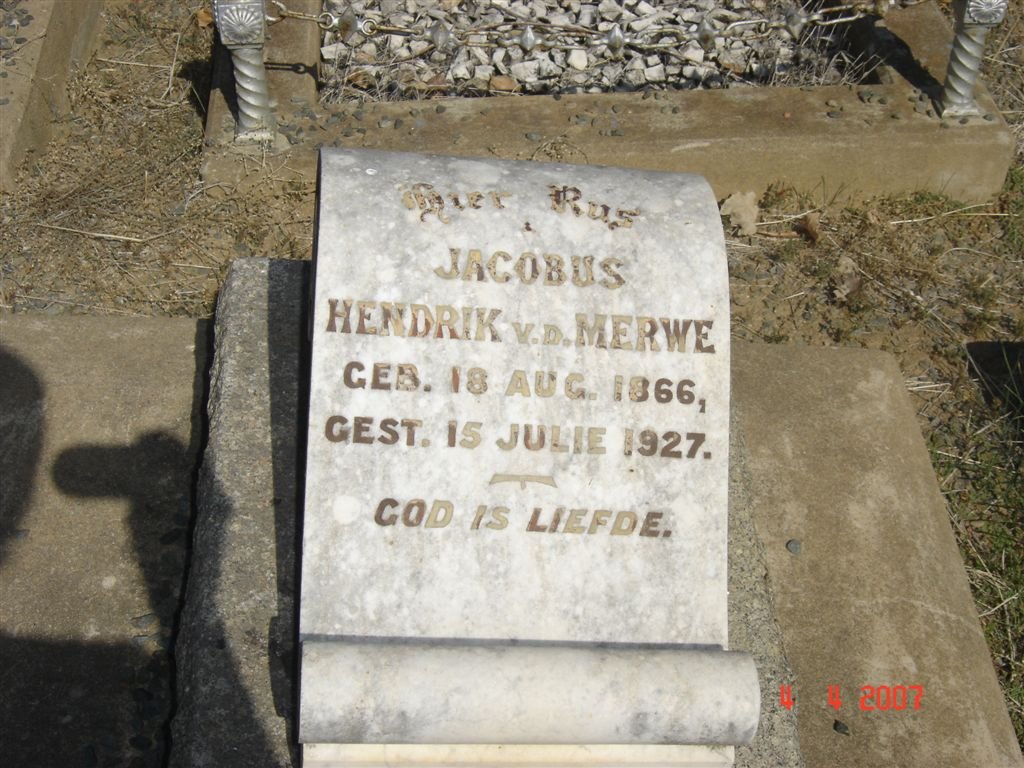 Hier Rus
JACOBUS
HENDRIK V.D. MERWE
GEB. 18 AUG. 1866,
GEST. 15 JULIE 1927.
GOD IS LIEFDE.
4 4 2007